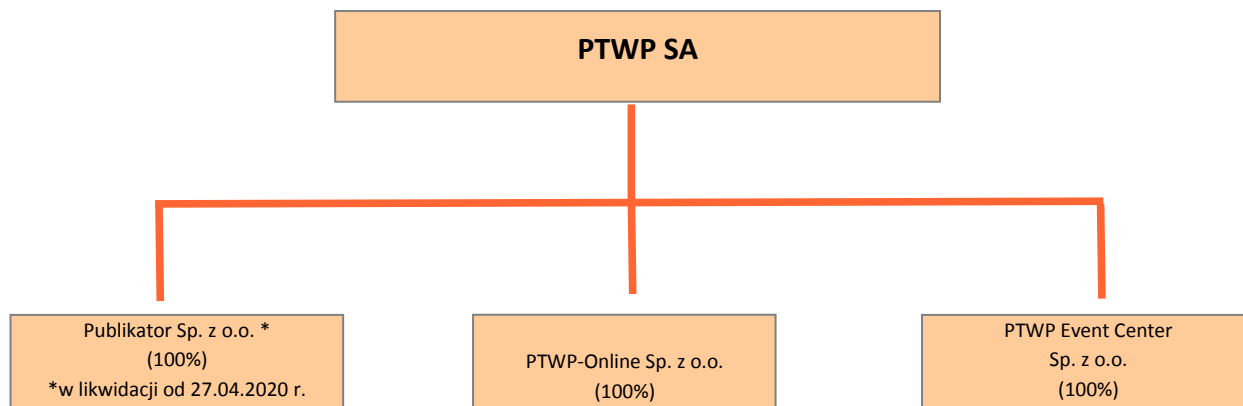 PTWP SA
Publikator Sp. z o.o. *
(100%)
*w likwidacji od 27.04.2020 r.
PTWP-Online Sp. z o.o.
(100%)
PTWP Event Center
Sp. z o.o.
(100%)